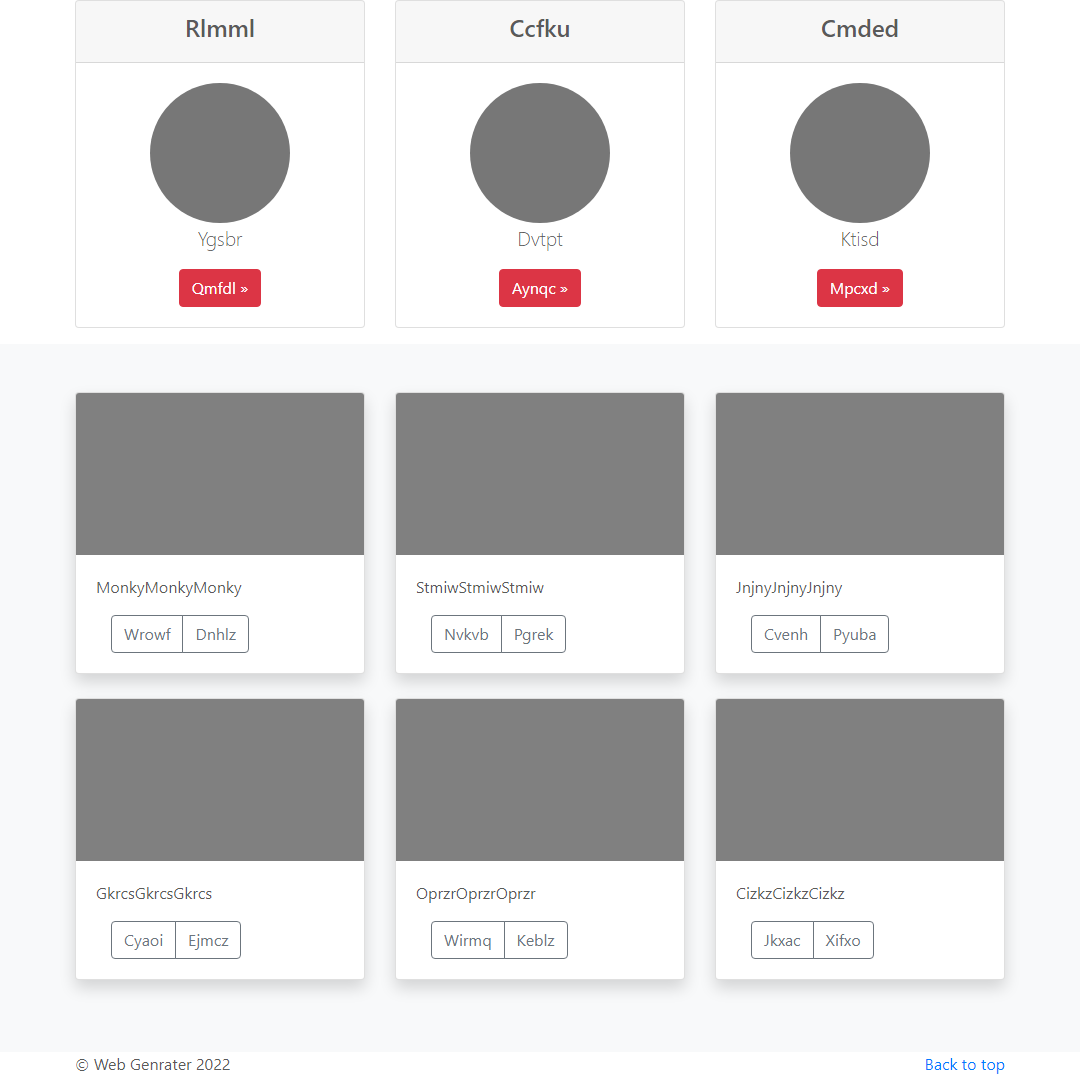 Rlmml
Ygsbr
Qmfdl »
Ccfku
Dvtpt
Aynqc »
Cmded
Ktisd
Mpcxd »
MonkyMonkyMonky
Wrowf Dnhlz
StmiwStmiwStmiw
Nvkvb Pgrek
JnjnyJnjnyJnjny
Cvenh Pyuba
GkrcsGkrcsGkrcs
Cyaoi Ejmcz
OprzrOprzrOprzr
Wirmq Keblz
CizkzCizkzCizkz
Jkxac Xifxo
© Web Genrater 2022
Back to top